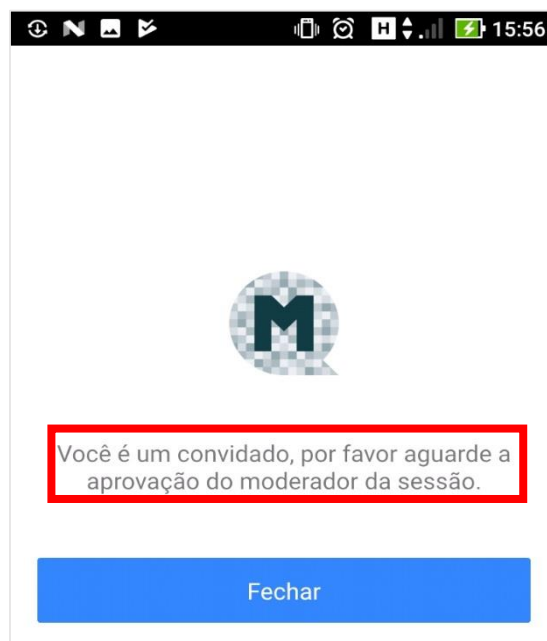 H 15:56
M
Você é um convidado, por favor aguarde a
aprovação do moderador da sessão.
Fechar